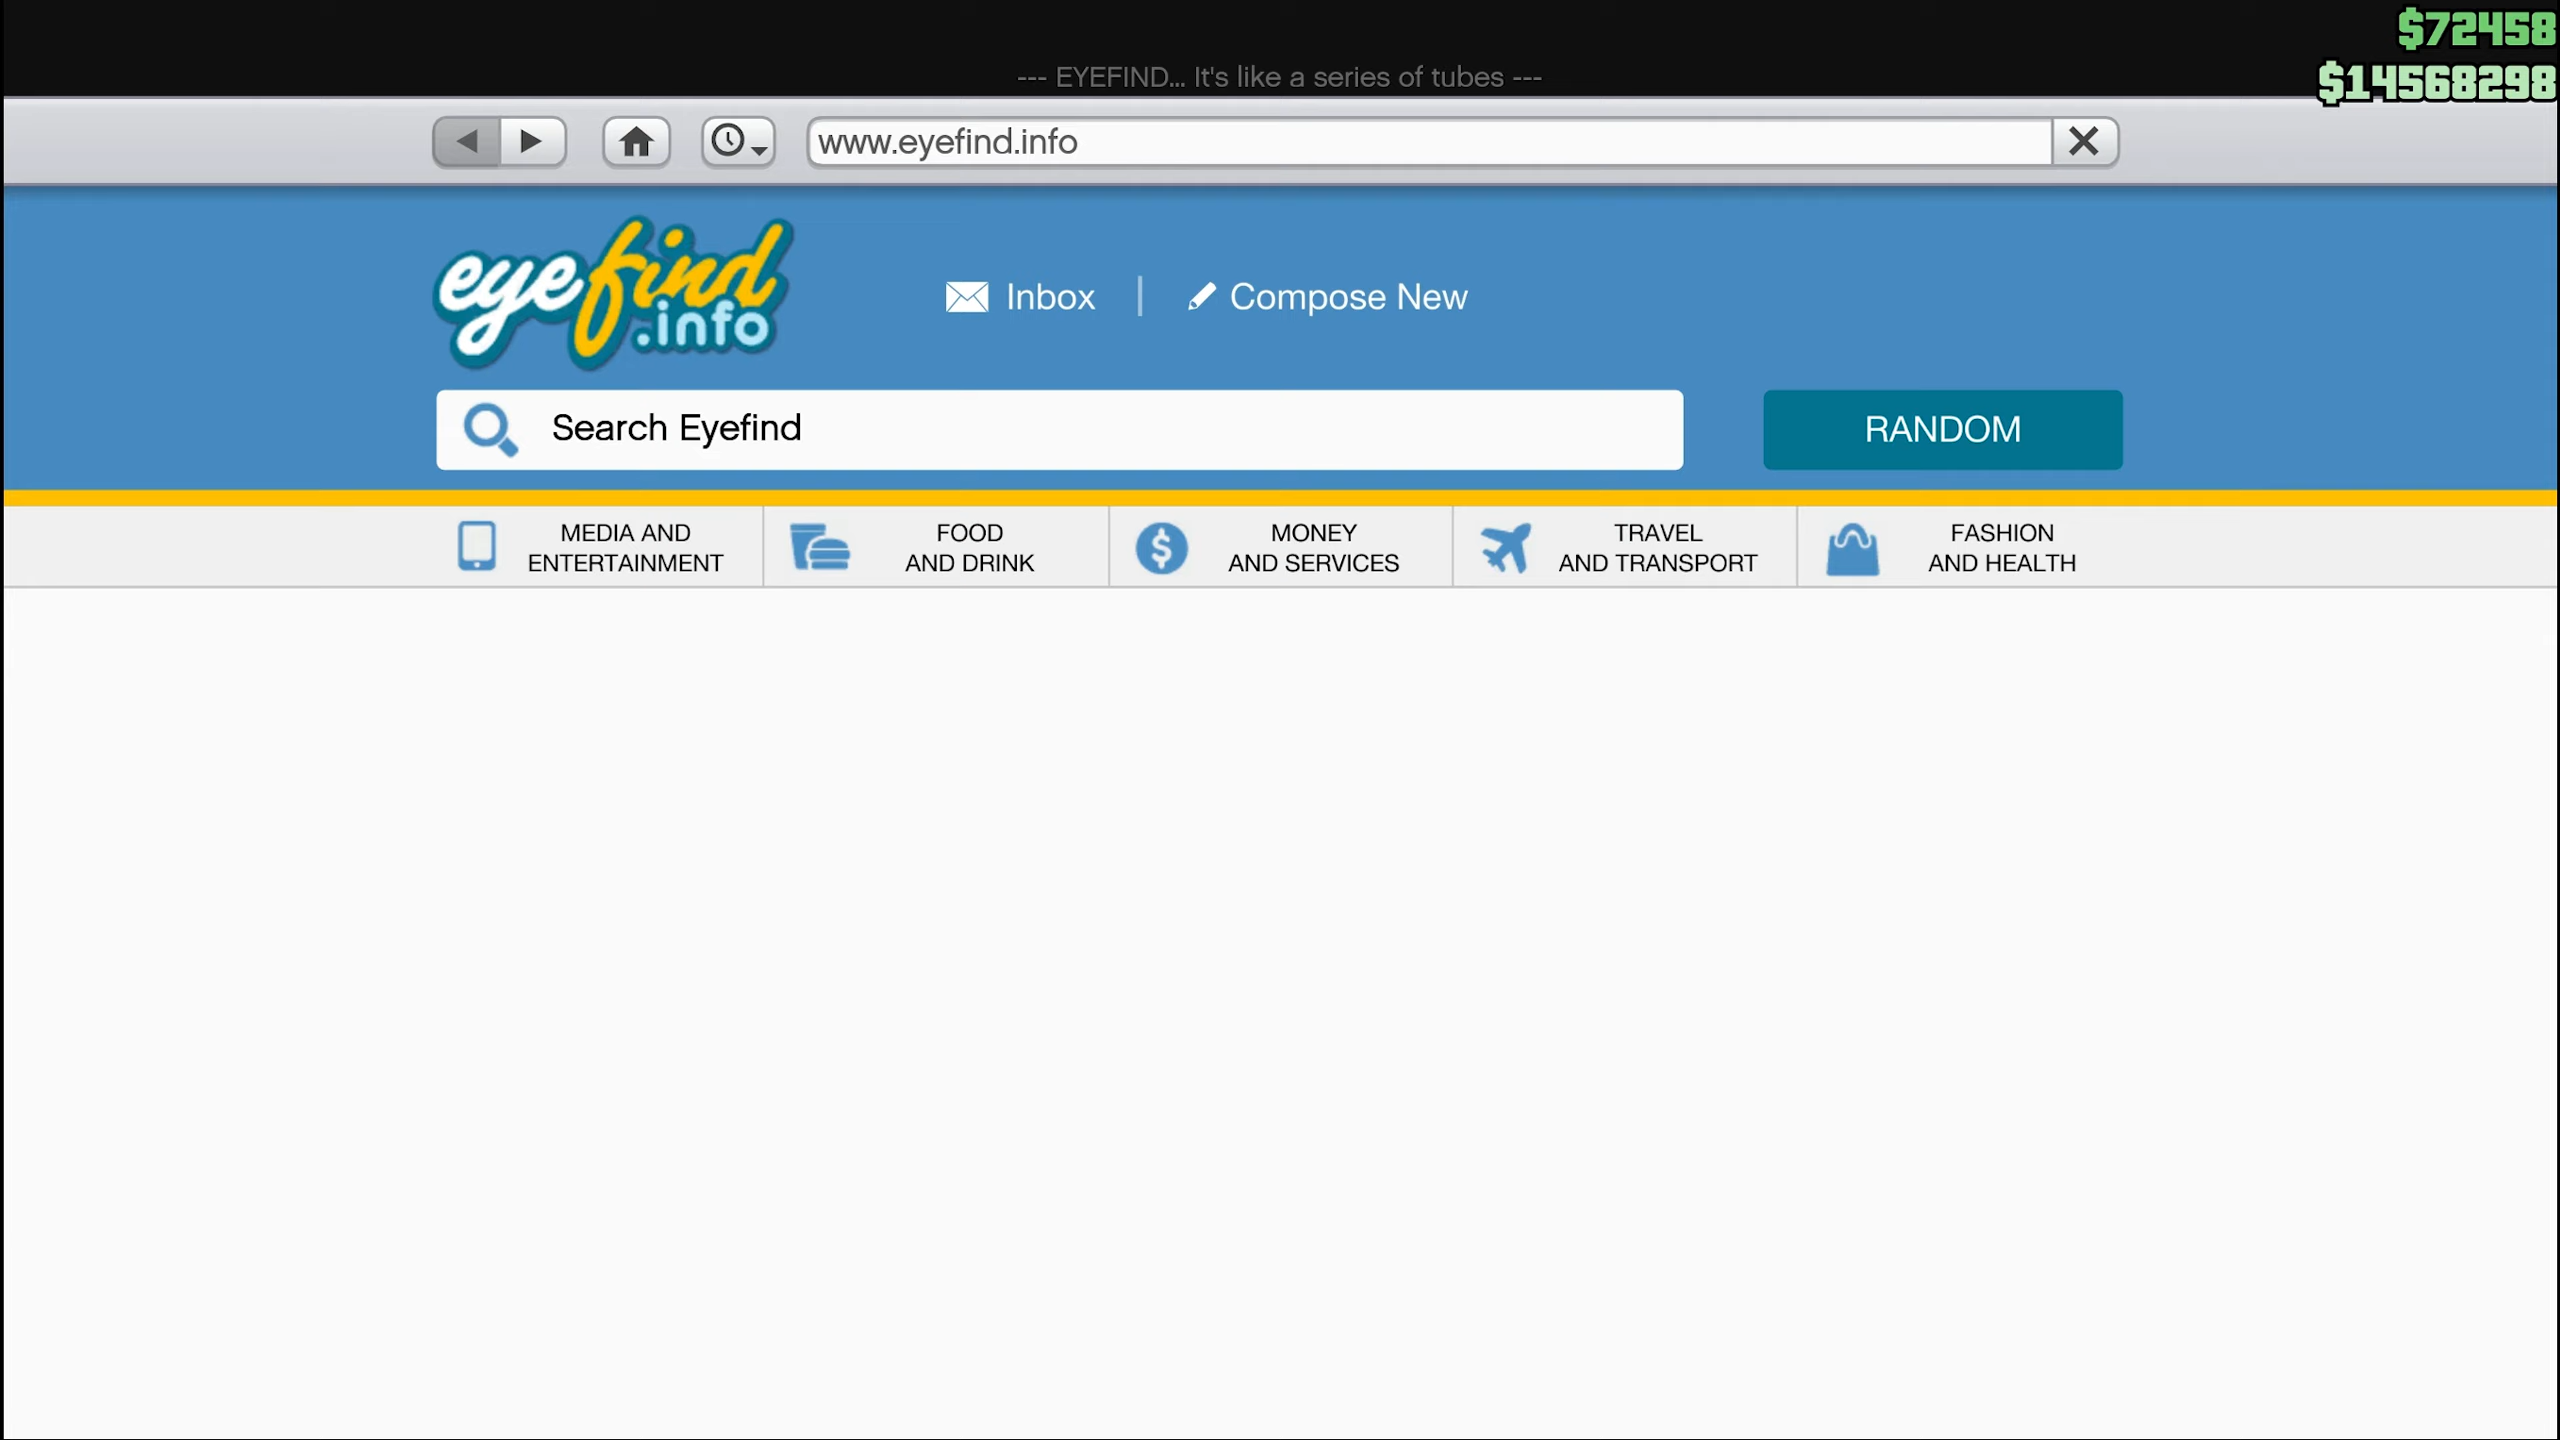 $72458
--- EYEFIND... It's like a series of tubes ---
$14568298
www.eyefind.info
eyefind
.info
Inbox
Compose New
Search Eyefind
RANDOM
MEDIA AND
ENTERTAINMENT
FOOD
AND DRINK
MONEY
AND SERVICES
TRAVEL
AND TRANSPORT
FASHION
AND HEALTH